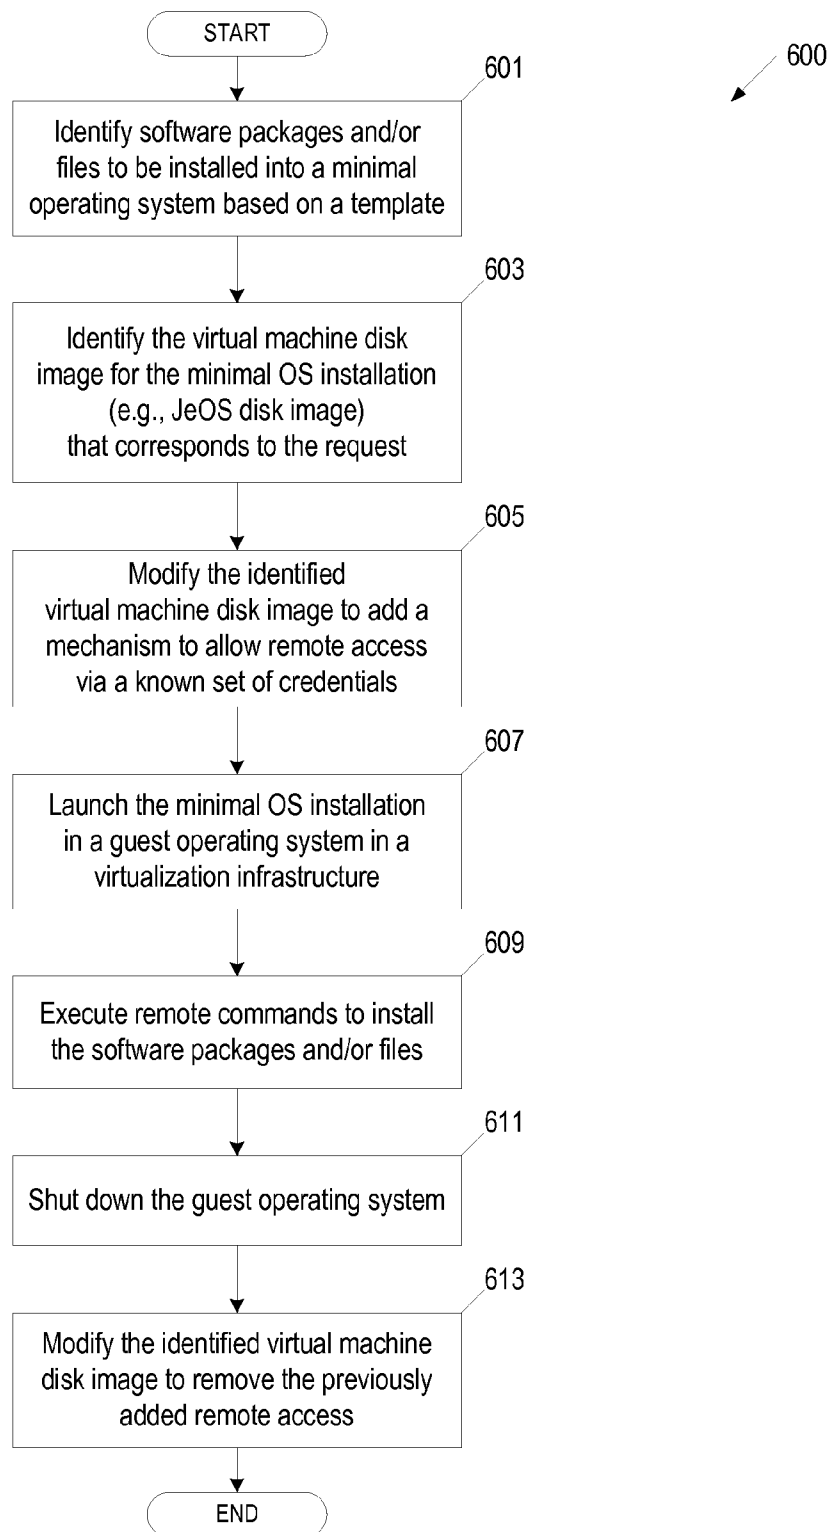 START
600
601
Identify software packages and/or
files to be installed into a minimal
operating system based on a template
603
Identify the virtual machine disk
image for the minimal OS installation
(e.g., JeOS disk image)
that corresponds to the request
605
Modify the identified
virtual machine disk image to add a
mechanism to allow remote access
via a known set of credentials
607
Launch the minimal OS installation
in a guest operating system in a
virtualization infrastructure
609
Execute remote commands to install
the software packages and/or files
611
Shut down the guest operating system
613
Modify the identified virtual machine
disk image to remove the previously
added remote access
END